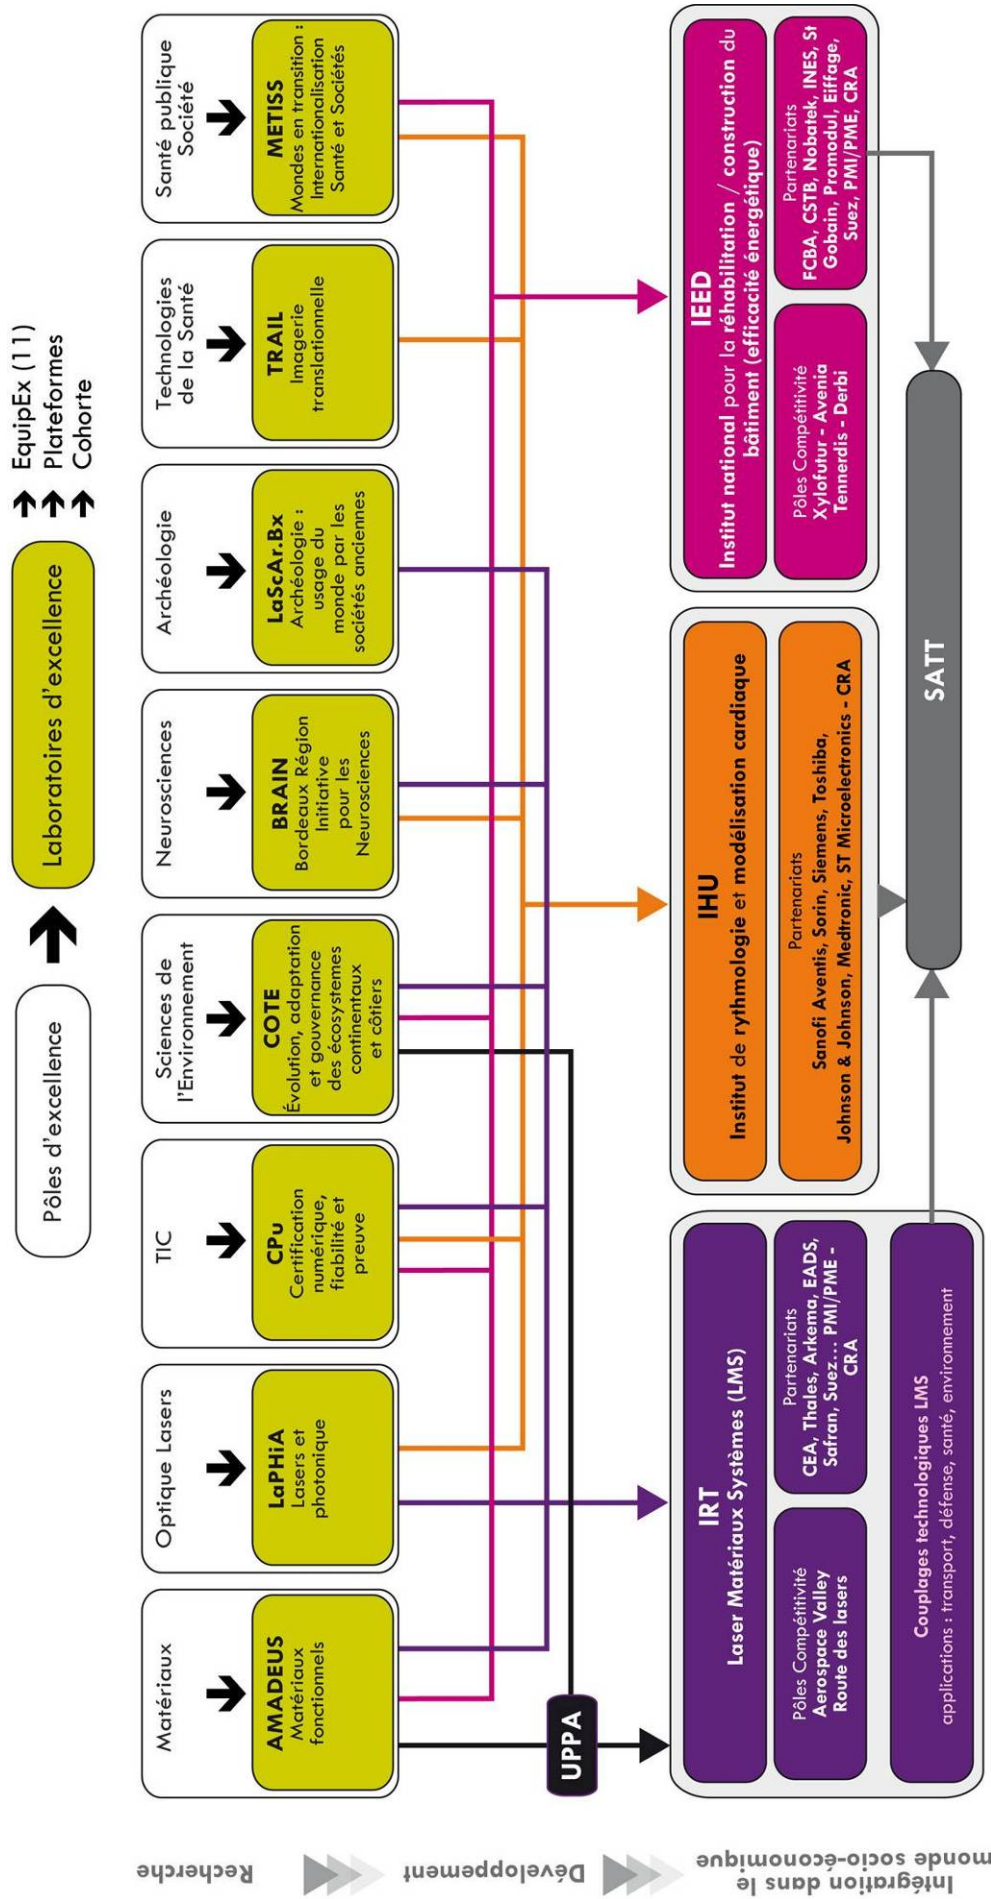 Pôles d'excellence
Laboratoires d'excellence
EquipEx (11)
Plateformes
Cohorte
Recherche
Développement
Intégration dans le
monde socio-économique
Matériaux
AMADEUS
Matériaux
fonctionnels
Optique Lasers
LaPHiA
Lasers et
photonique
TIC
CPu
Certification
numérique,
fiabilité et
preuve
Sciences de
l'Environnement
COTE
Évolution, adaptation
et gouvernance
des écosystemes
continentaux
et côtiers
Neurosciences
BRAIN
Bordeaux Région
Initiative
pour les
Neurosciences
Archéologie
LaScAr.Bx
Archéologie :
usage du
monde par les
sociétés anciennes
Technologies
de la Santé
TRAIL
Imagerie
translationnelle
Santé publique
Société
METISS
Mondes en transition :
Internationalisation
Santé et Sociétés
UPPA
IRT
Laser Matériaux Systèmes (LMS)
Pôles Compétitivité
Aerospace Valley
Route des lasers
Partenariats
CEA, Thales, Arkema, EADS,
Safran, Suez... PMI/PME -
CRA
Couplages technologiques LMS
applications : transport, défense, santé, environnement
IHU
Institut de rythmologie et modélisation cardiaque
Partenariats
Sanofi Aventis, Sorin, Siemens, Toshiba,
Johnson & Johnson, Medtronic, ST Microelectronics - CRA
IEED
Institut national pour la réhabilitation / construction du
bâtiment (efficacité énergétique)
Pôles Compétitivité
Xylofutur - Avenia
Tennerdis - Derbi
Partenariats
FCBA, CSTB, Nobatek, INES, St
Gobain, Promodul, Eiffage,
Suez, PMI/PME, CRA
SATT